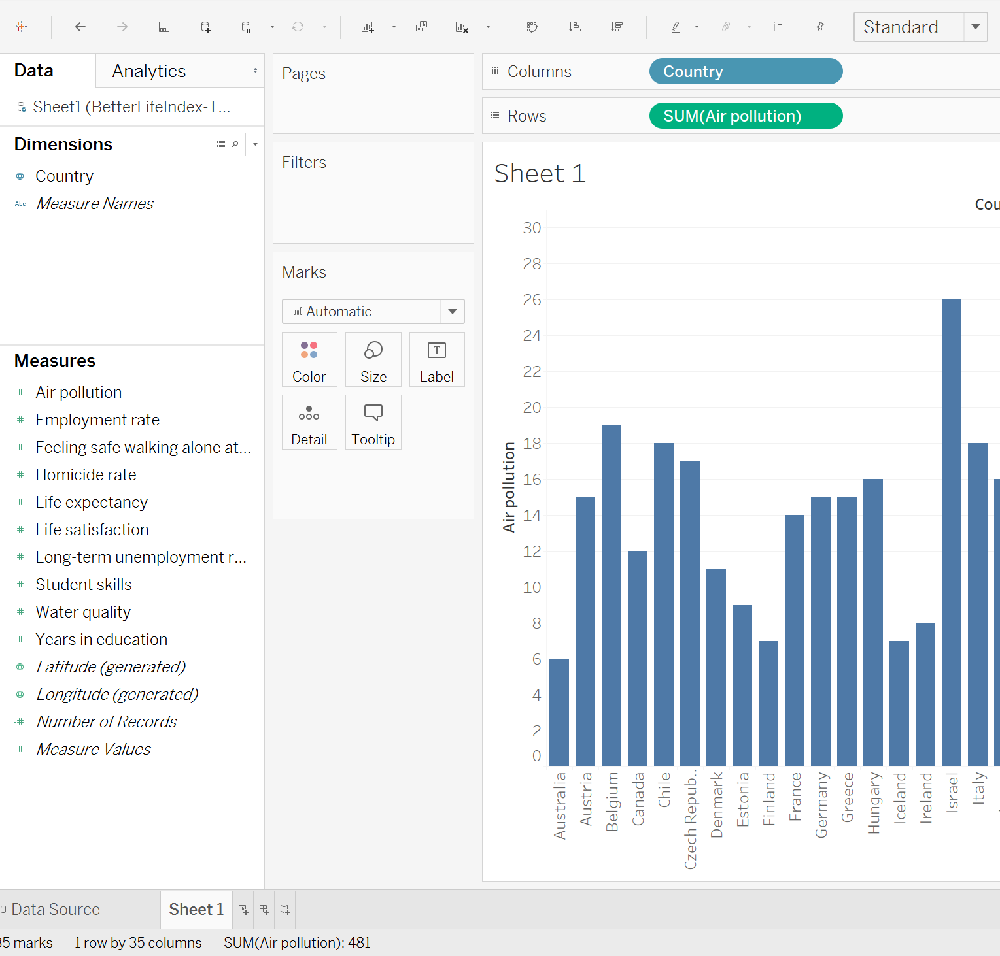 Standard
Data
Analytics
Sheet1 (BetterLifeIndex-T...
Dimensions
Country
Abc Measure Names
Measures
Air pollution
Employment rate
Feeling safe walking alone at...
Homicide rate
Life expectancy
Life satisfaction
Long-term unemployment r...
Student skills
Water quality
Years in education
Latitude (generated)
Longitude (generated)
Number of Records
Measure Values
Pages
Filters
Marks
Automatic
Color
Size
Label
Detail
Tooltip
Columns
Country
Rows
SUM(Air pollution)
Sheet 1
Cou
Air pollution
30
28
26
24
22
20
18
16
14
12
10
8
6
4
2
0
Australia
Austria
Belgium
Canada
Chile
Czech Repub..
Denmark
Estonia
Finland
France
Germany
Greece
Hungary
Iceland
Ireland
Israel
Italy
Data Source
Sheet 1
35 marks
1 row by 35 columns
SUM(Air pollution): 481